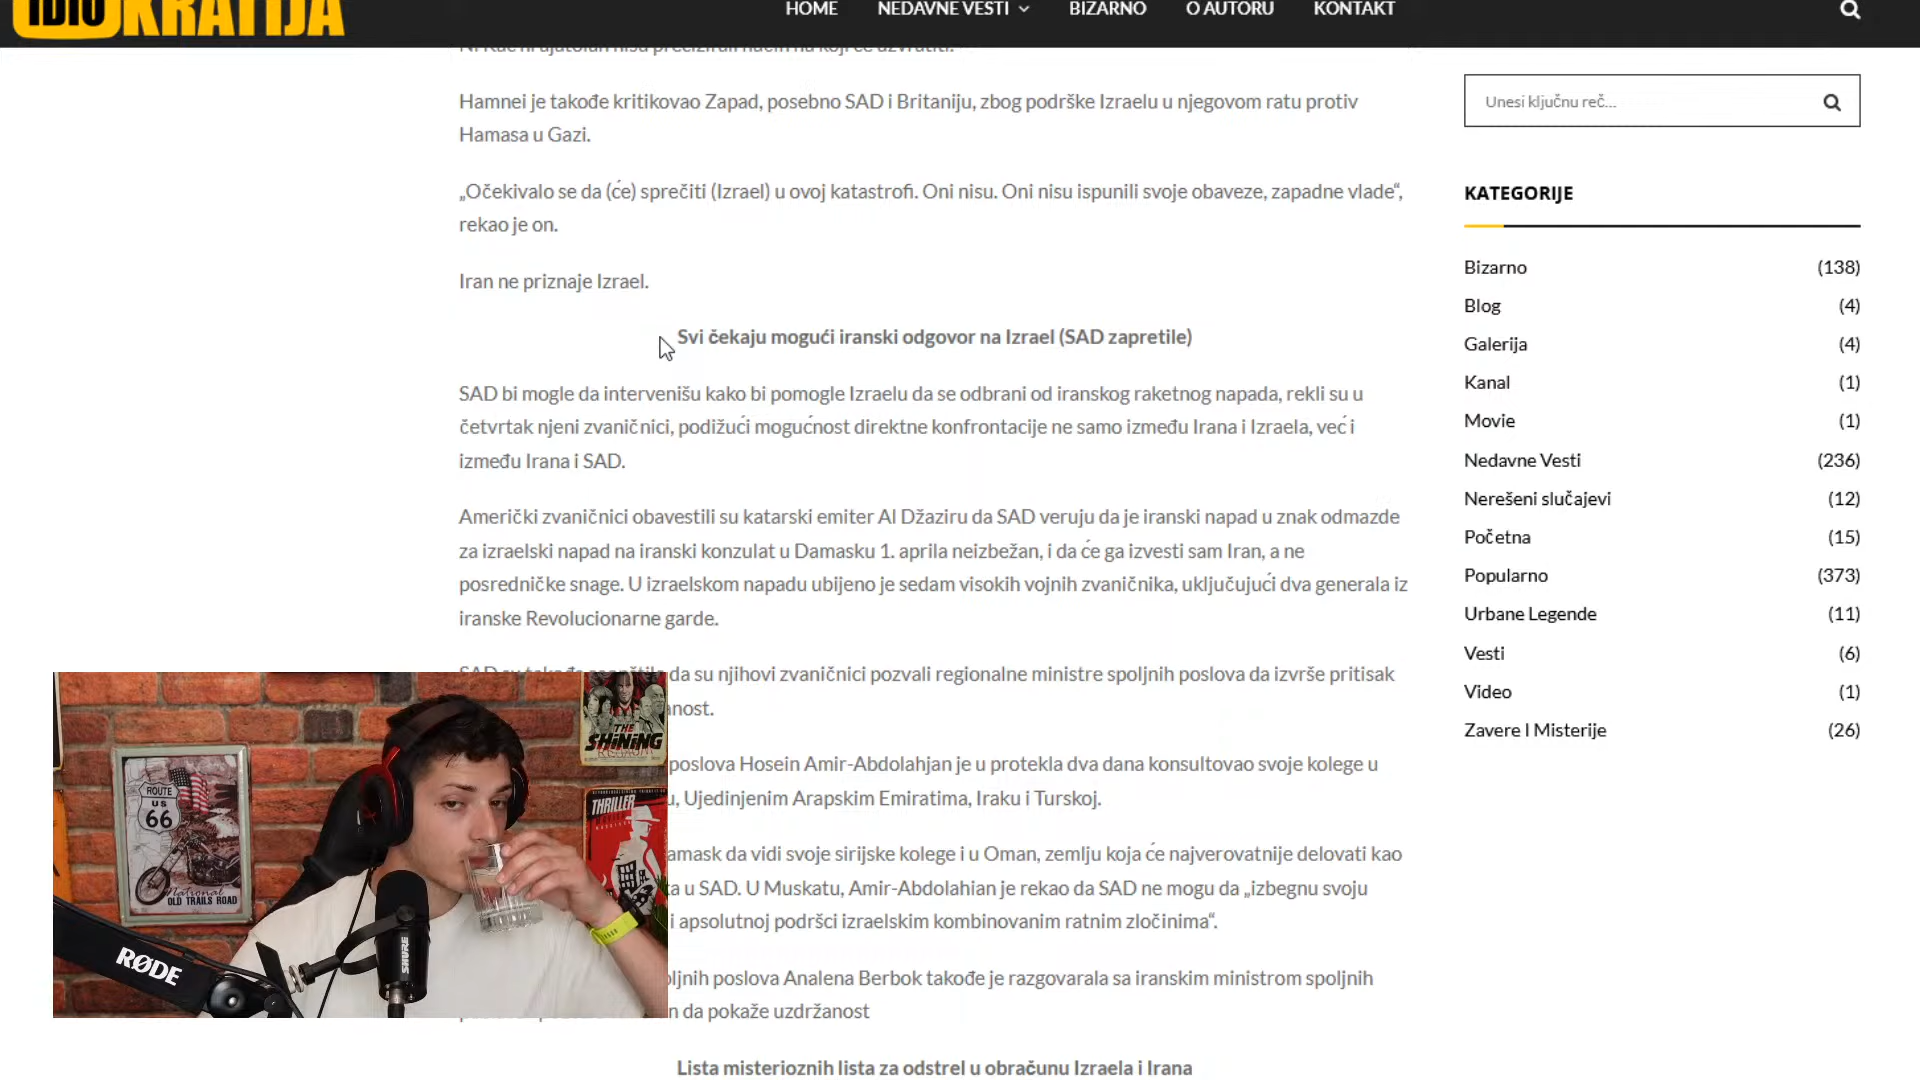 KRATIJA
HOME NEDAVNE VESTI BIZARNO O AUTORU KONTAKT
Hamnei je takođe kritikovao Zapad, posebno SAD i Britaniju, zbog podrške Izraelu u njegovom ratu protiv
Hamasa u Gazi.
„Očekivalo se da (će) sprečiti (Izrael) u ovoj katastrofi. Oni nisu. Oni nisu ispunili svoje obaveze, zapadne vlade“,
rekao je on.
Iran ne priznaje Izrael.
Svi čekaju mogući iranski odgovor na Izrael (SAD zapretile)
SAD bi mogle da intervenišu kako bi pomogle Izraelu da se odbrani od iranskog raketnog napada, rekli su u
četvrtak njeni zvaničnici, podižući mogućnost direktne konfrontacije ne samo između Irana i Izraela, već i
između Irana i SAD.
Američki zvaničnici obavestili su katarski emiter Al Džaziru da SAD veruju da je iranski napad u znak odmazde
za izraelski napad na iranski konzulat u Damasku 1. aprila neizbežan, i da će ga izvesti sam Iran, a ne
posredničke snage. U izraelskom napadu ubijeno je sedam visokih vojnih zvaničnika, uključujući dva generala iz
iranske Revolucionarne garde.
da su njihovi zvaničnici pozvali regionalne ministre spoljnih poslova da izvrše pritisak
anost.
poslova Hosein Amir-Abdolahjan je u protekla dva dana konsultovao svoje kolege u
u, Ujedinjenim Arapskim Emiratima, Iraku i Turskoj.
amask da vidi svoje sirijske kolege i u Oman, zemlju koja će najverovatnije delovati kao
ta u SAD. U Muskatu, Amir-Abdolahian je rekao da SAD ne mogu da „izbegnu svoju
i apsolutnoj podršci izraelskim kombinovanim ratnim zločinima“.
ljnih poslova Analena Berbok takođe je razgovarala sa iranskim ministrom spoljnih
n da pokaže uzdržanost
Lista misterioznih lista za odstrel u obračunu Izraela i Irana
Unesi ključnu reč...
KATEGORIJE
Bizarno (138)
Blog (4)
Galerija (4)
Kanal (1)
Movie (1)
Nedavne Vesti (236)
Nerešeni slučajevi (12)
Početna (15)
Popularno (373)
Urbane Legende (11)
Vesti (6)
Video (1)
Zavere I Misterije (26)
ROUTE
US
66
National
OLD TRAILS ROAD
THE
SHiNiNG
THRILLER
RØDE
SHURE